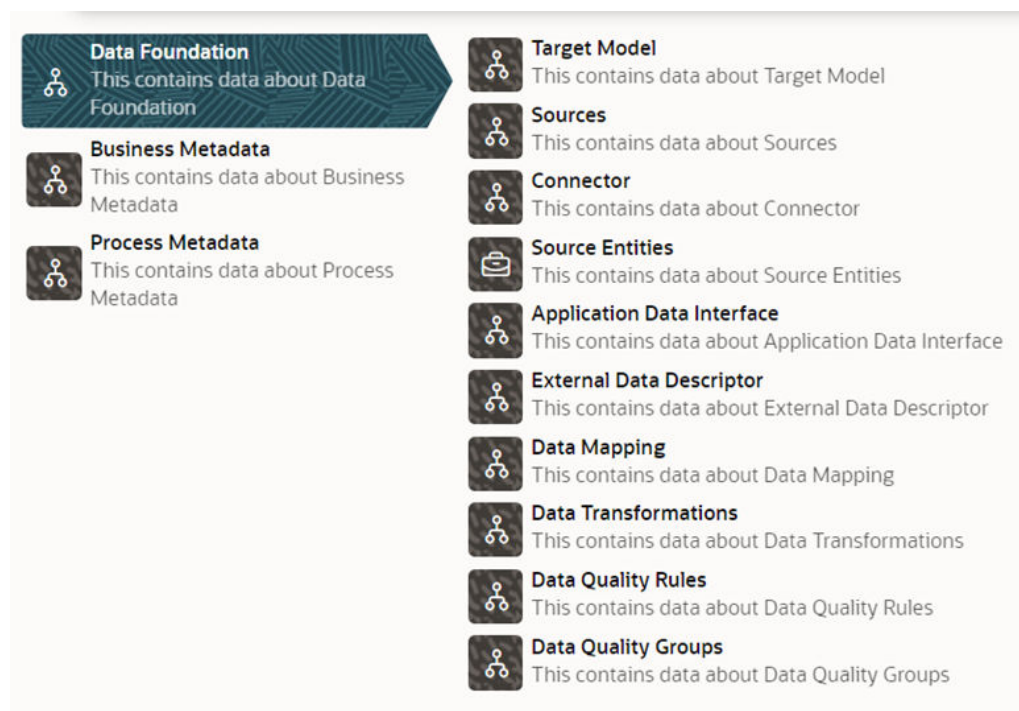 Data Foundation
This contains data about Data
Foundation
Business Metadata
This contains data about Business
Metadata
Process Metadata
This contains data about Process
Metadata
Target Model
This contains data about Target Model
Sources
This contains data about Sources
Connector
This contains data about Connector
Source Entities
This contains data about Source Entities
Application Data Interface
This contains data about Application Data Interface
External Data Descriptor
This contains data about External Data Descriptor
Data Mapping
This contains data about Data Mapping
Data Transformations
This contains data about Data Transformations
Data Quality Rules
This contains data about Data Quality Rules
Data Quality Groups
This contains data about Data Quality Groups